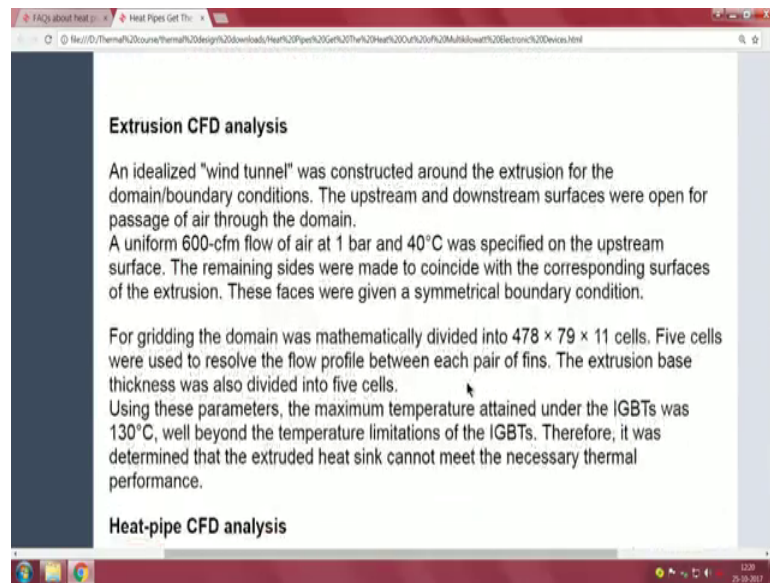 FAQs about heat
Heat Pipes Get The
file:///D:/Thermal%20course/thermal%20design%20downloads/Heat%20Pipes%20Get%20The%20Heat%20Out%20of%20Multikilowatt%20Electronic%20Devices.html
Extrusion CFD analysis
An idealized "wind tunnel" was constructed around the extrusion for the
domain/boundary conditions. The upstream and downstream surfaces were open for
passage of air through the domain.
A uniform 600-cfm flow of air at 1 bar and 40°C was specified on the upstream
surface. The remaining sides were made to coincide with the corresponding surfaces
of the extrusion. These faces were given a symmetrical boundary condition.
For gridding the domain was mathematically divided into 478 × 79 × 11 cells. Five cells
were used to resolve the flow profile between each pair of fins. The extrusion base
thickness was also divided into five cells.
Using these parameters, the maximum temperature attained under the IGBTs was
130°C, well beyond the temperature limitations of the IGBTs. Therefore, it was
determined that the extruded heat sink cannot meet the necessary thermal
performance.
Heat-pipe CFD analysis
12:20
25-10-2017